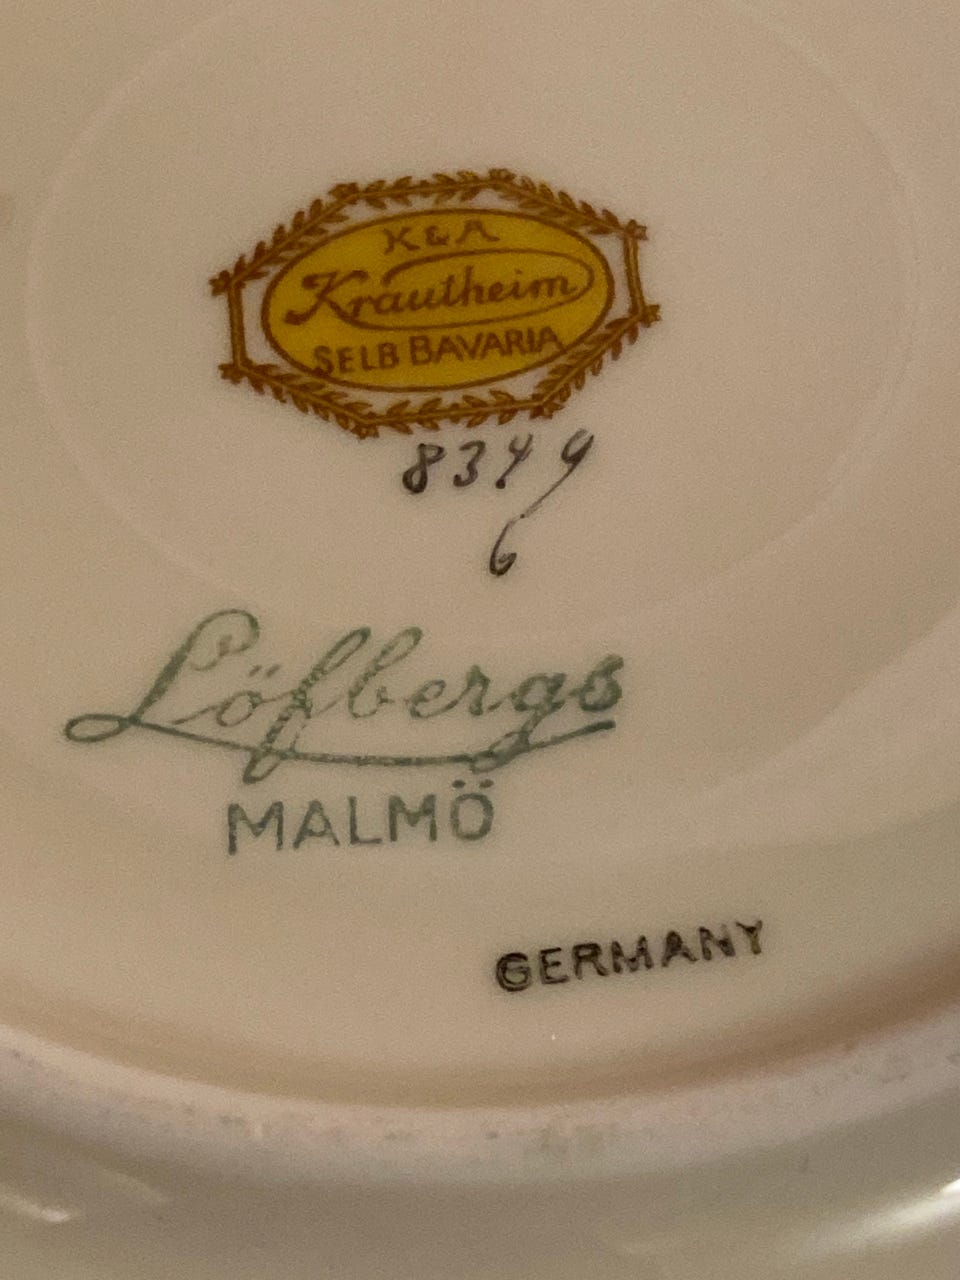 K&A
Krautheim
SELB BAVARIA
8349
6
Löfbergs
MALMÖ
GERMANY